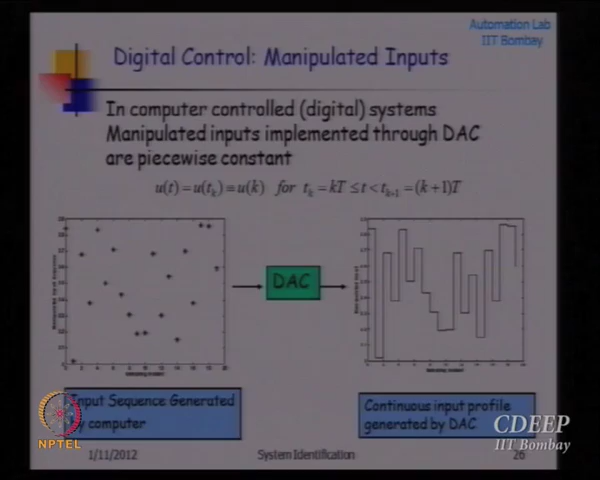 Automation Lab
IIT Bombay
Digital Control: Manipulated Inputs
In computer controlled (digital) systems
Manipulated inputs implemented through DAC
are piecewise constant
u(t) = u(t_k) ≡ u(k) for t_k = kT ≤ t < t_{k+1} = (k+1)T
DAC
Input Sequence Generated
by computer
Continuous input profile
generated by DAC
NPTEL
CDEEP
IIT Bombay
1/11/2012
System Identification
26